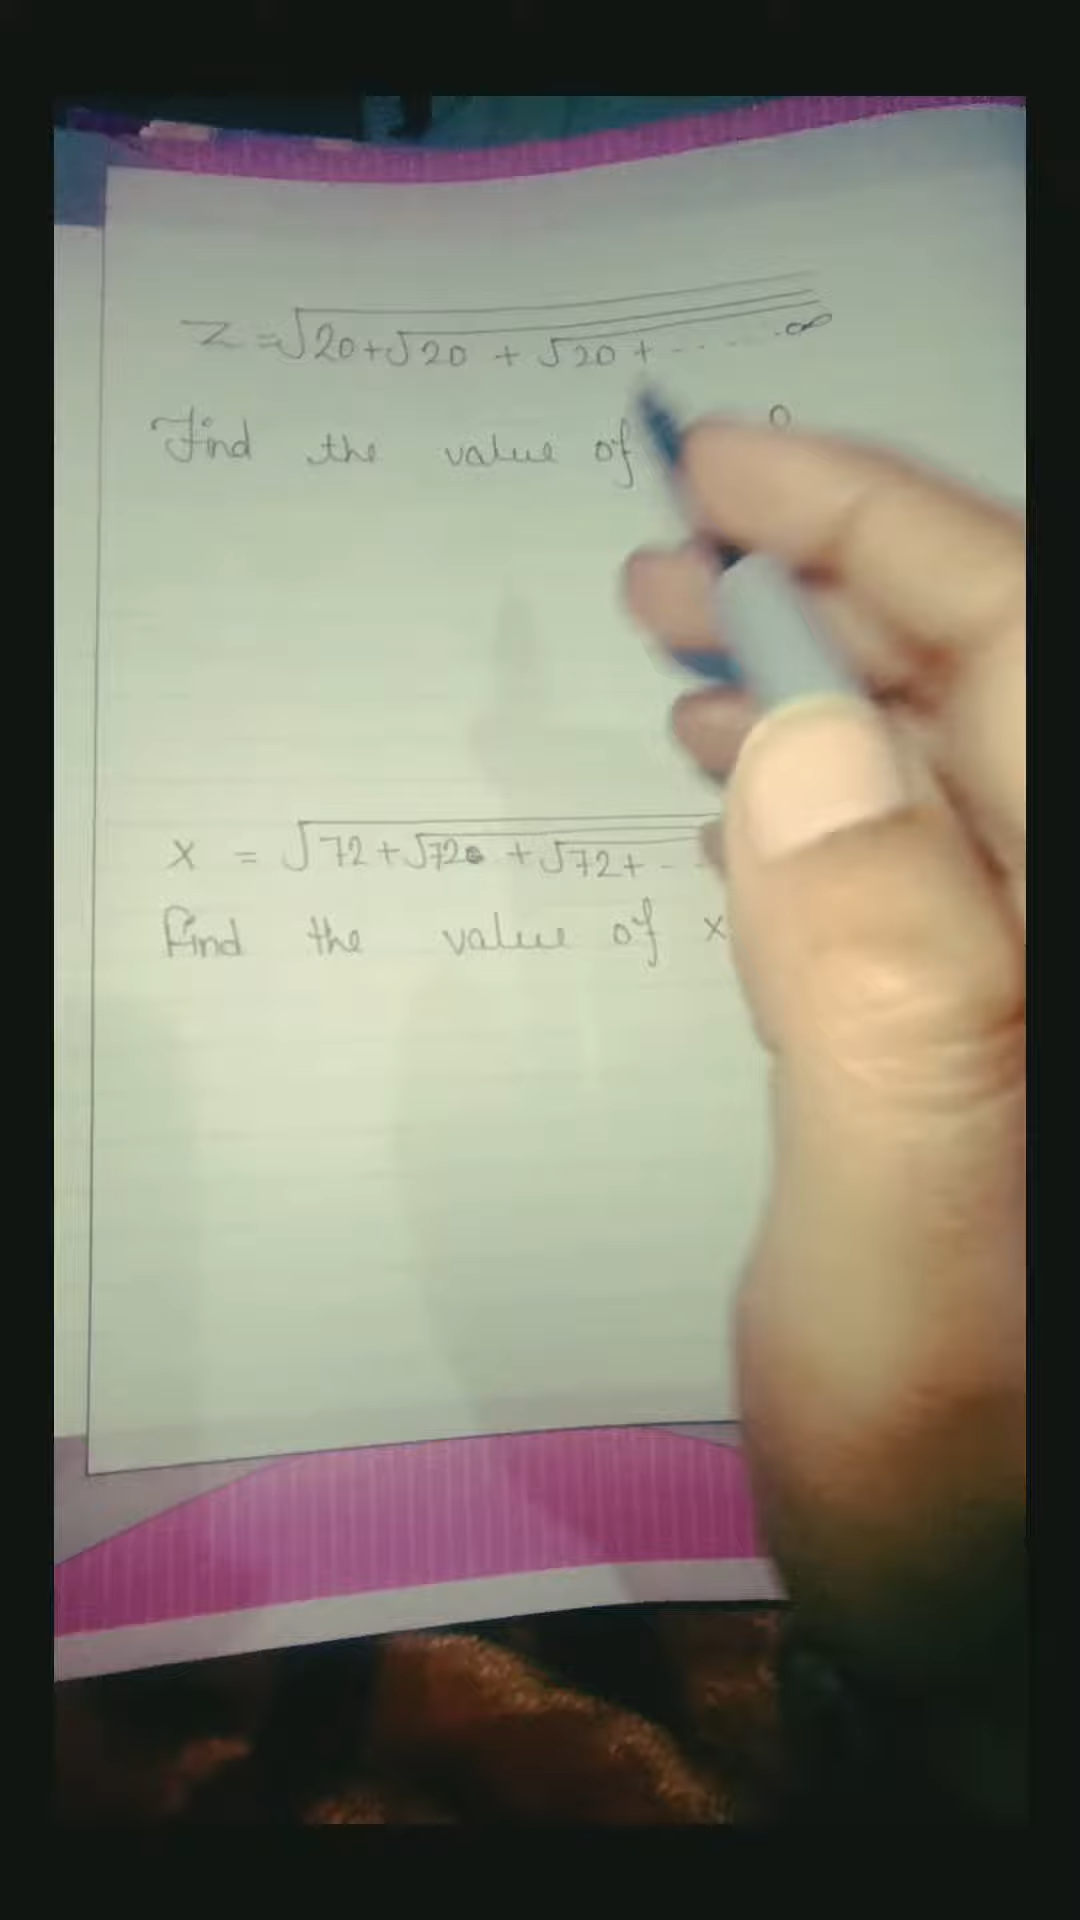 Z = √20+√20 + √20 + ..... ∞
Find the value of ?
x = √72+√72 + √72+ ..
find the value of x